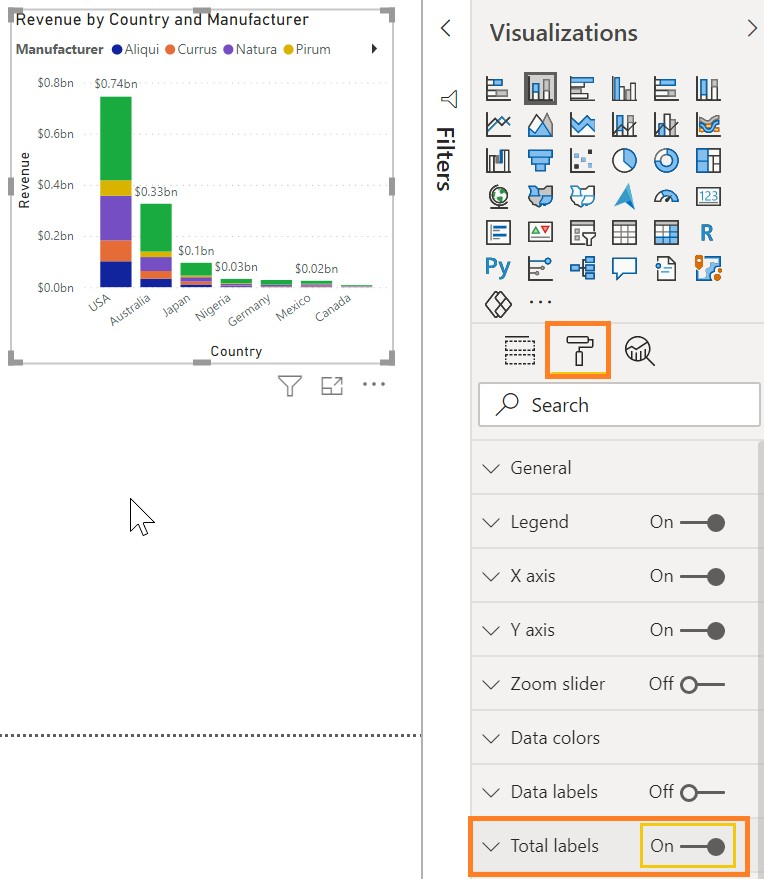 Revenue by Country and Manufacturer
Manufacturer Aliqui Currus Natura Pirum
$0.8bn
$0.6bn
$0.4bn
$0.2bn
$0.0bn
Revenue
$0.74bn
$0.33bn
$0.1bn
$0.03bn
$0.02bn
USA
Australia
Japan
Nigeria
Germany
Mexico
Canada
Country
Filters
Visualizations
123
R
Py
Search
General
Legend On
X axis On
Y axis On
Zoom slider Off
Data colors
Data labels Off
Total labels On